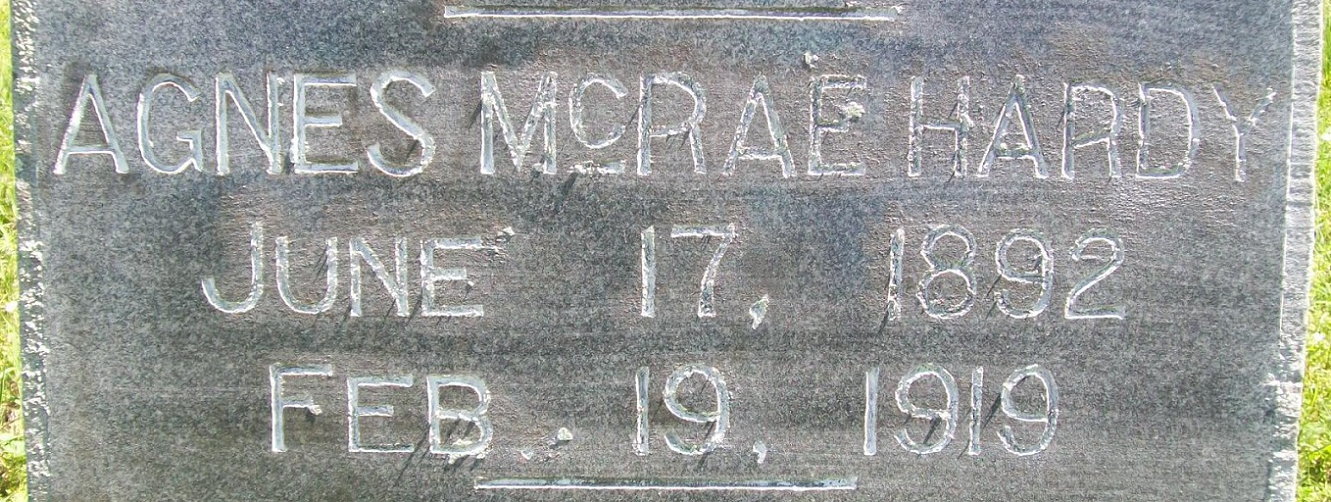 AGNES McRAE HARDY
JUNE 17, 1892
FEB. 19, 1919